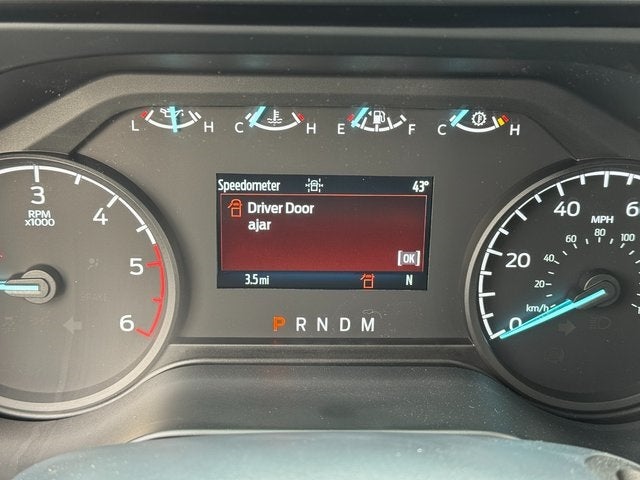 L H C H E F C H
Speedometer 43°
Driver Door
ajar
[OK]
3.5 mi N
P R N D M
3 4 5 6
RPM
x1000
0 20 40 6
MPH
20 40 60 80 100
km/h